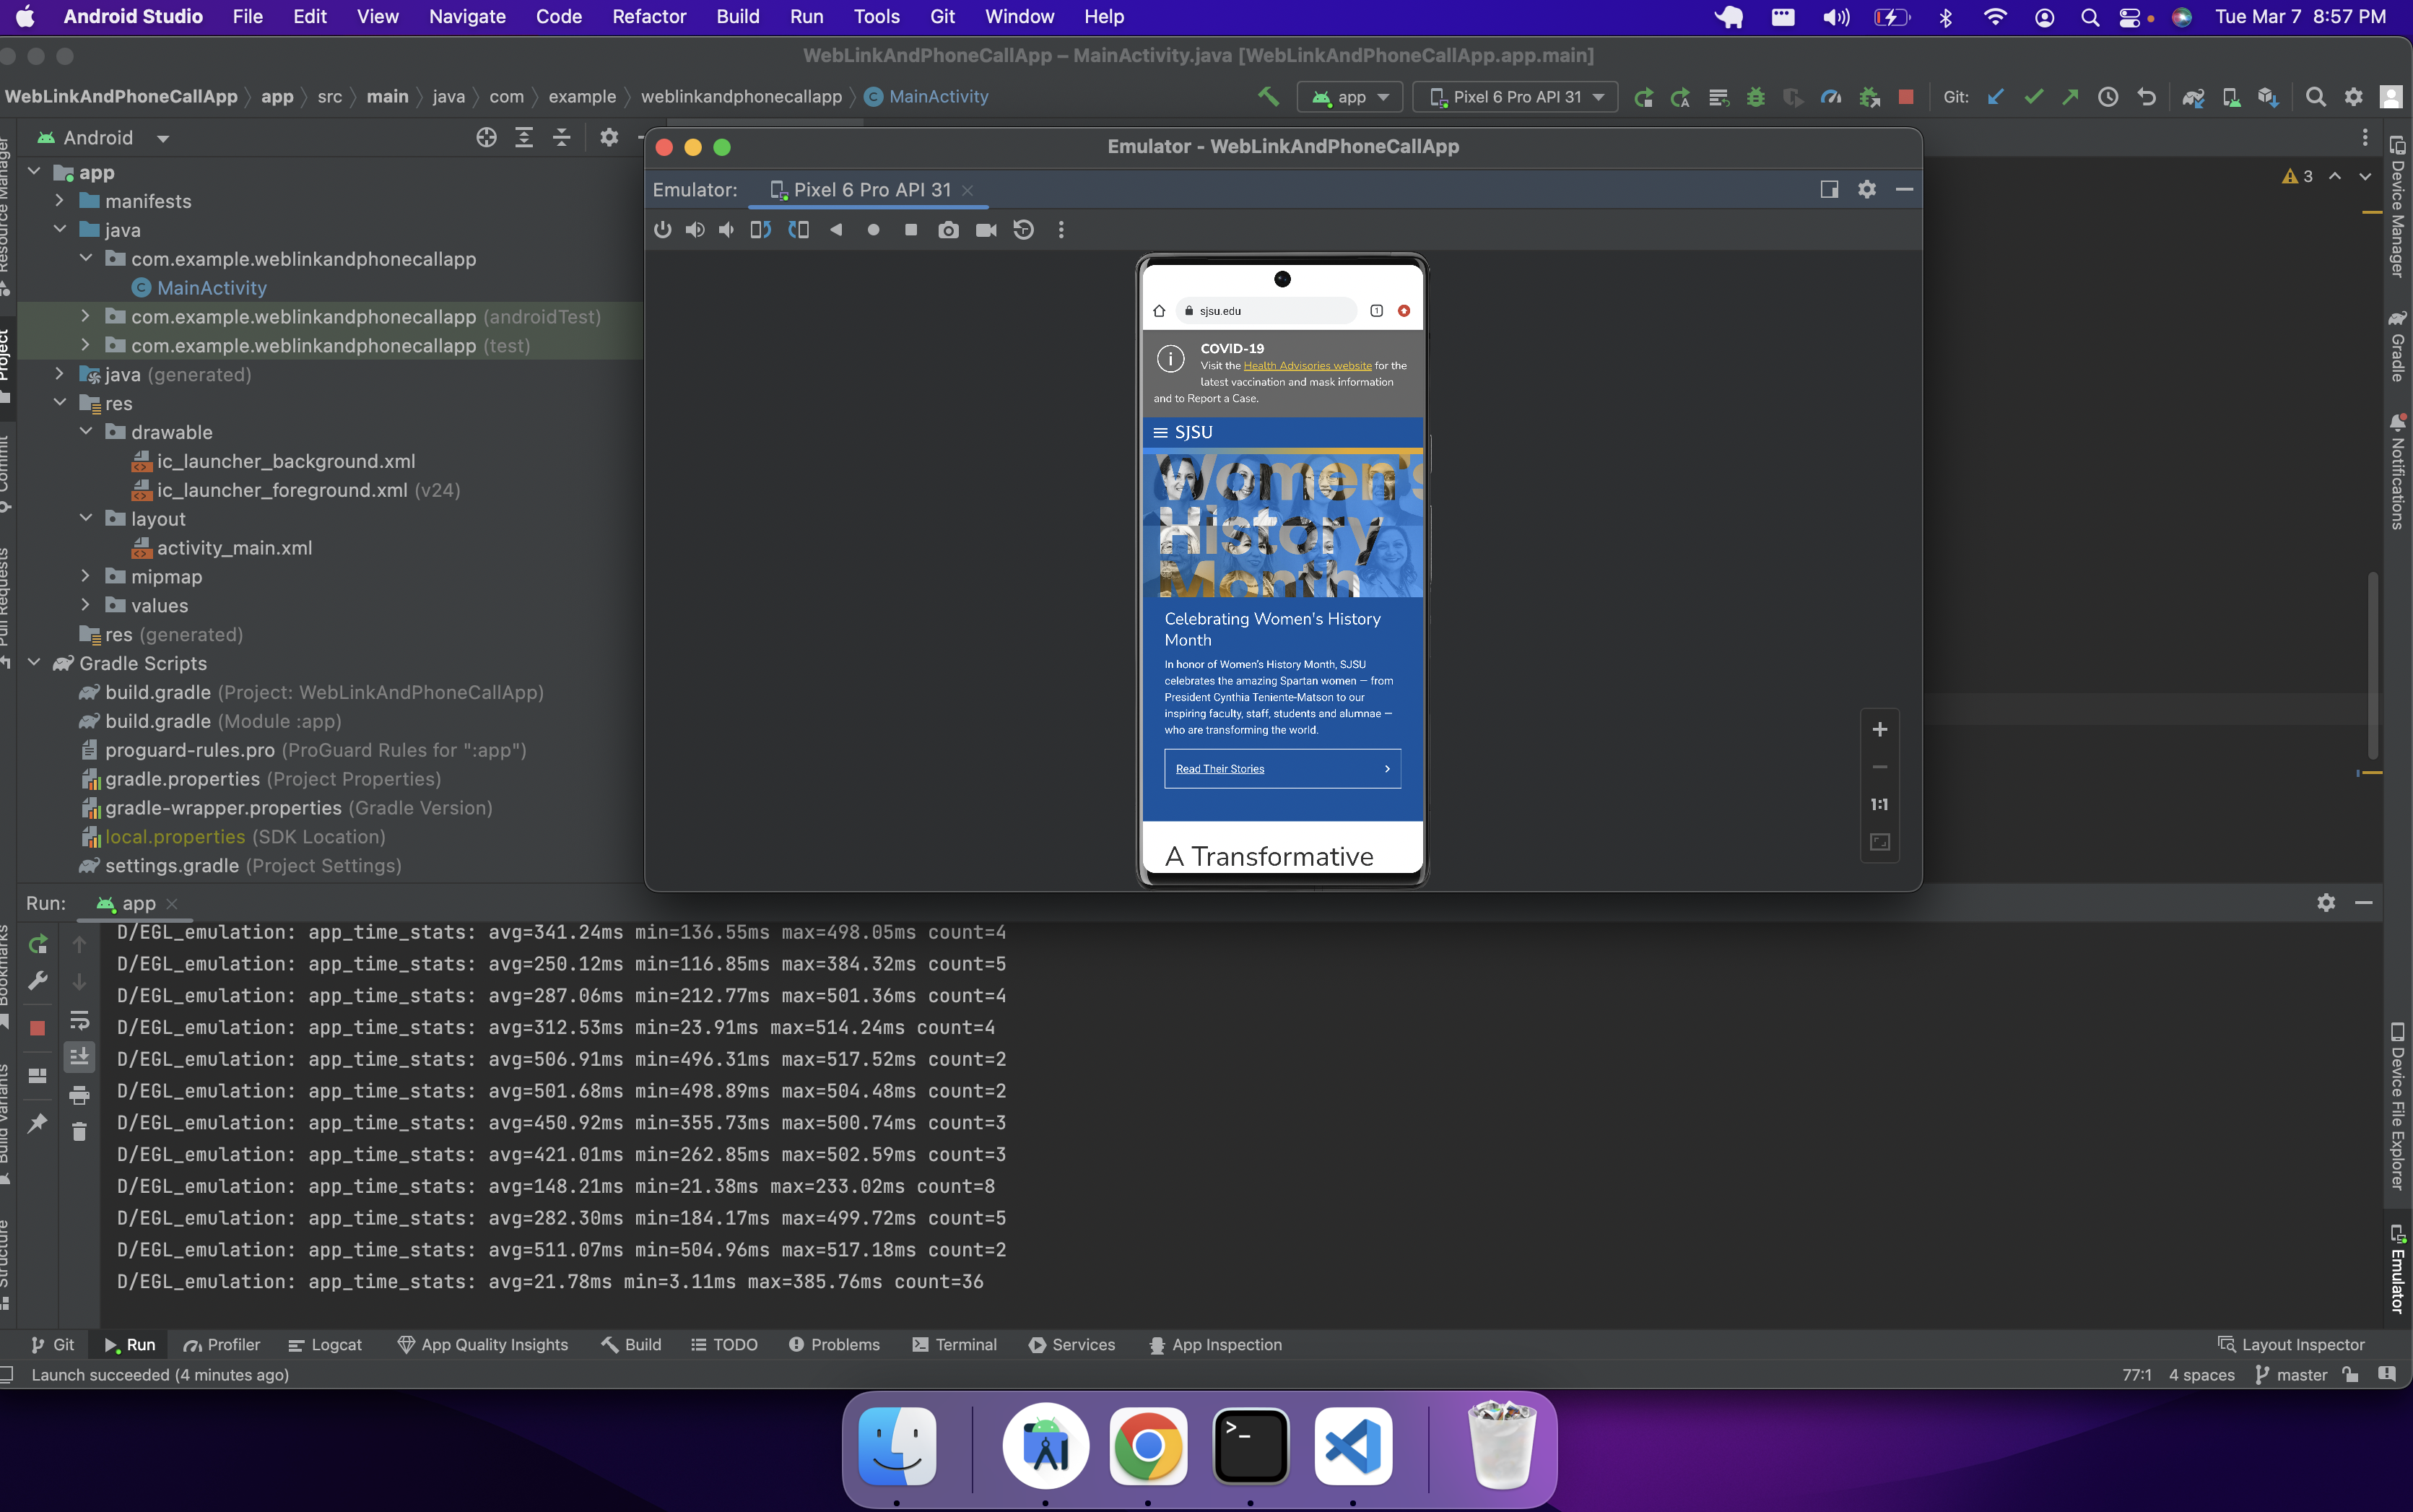 Android Studio File Edit View Navigate Code Refactor Build Run Tools Git Window Help Tue Mar 7 8:57 PM
WebLinkAndPhoneCallApp – MainActivity.java [WebLinkAndPhoneCallApp.app.main]
WebLinkAndPhoneCallApp app src main java com example weblinkandphonecallapp MainActivity app Pixel 6 Pro API 31 Git:
Android
app
manifests
java
com.example.weblinkandphonecallapp
MainActivity
com.example.weblinkandphonecallapp (androidTest)
com.example.weblinkandphonecallapp (test)
java (generated)
res
drawable
ic_launcher_background.xml
ic_launcher_foreground.xml (v24)
layout
activity_main.xml
mipmap
values
res (generated)
Gradle Scripts
build.gradle (Project: WebLinkAndPhoneCallApp)
build.gradle (Module :app)
proguard-rules.pro (ProGuard Rules for ":app")
gradle.properties (Project Properties)
gradle-wrapper.properties (Gradle Version)
local.properties (SDK Location)
settings.gradle (Project Settings)
Resource Manager
Project
Commit
Pull Requests
Bookmarks
Build Variants
Structure
Emulator - WebLinkAndPhoneCallApp
Emulator: Pixel 6 Pro API 31
sjsu.edu
1
COVID-19
Visit the Health Advisories website for the
latest vaccination and mask information
and to Report a Case.
SJSU
Women's
History
Month
Celebrating Women's History
Month
In honor of Women's History Month, SJSU
celebrates the amazing Spartan women — from
President Cynthia Teniente-Matson to our
inspiring faculty, staff, students and alumnae —
who are transforming the world.
Read Their Stories
A Transformative
1:1
3
Device Manager
Gradle
Notifications
Device File Explorer
Emulator
Run: app
D/EGL_emulation: app_time_stats: avg=341.24ms min=136.55ms max=498.05ms count=4
D/EGL_emulation: app_time_stats: avg=250.12ms min=116.85ms max=384.32ms count=5
D/EGL_emulation: app_time_stats: avg=287.06ms min=212.77ms max=501.36ms count=4
D/EGL_emulation: app_time_stats: avg=312.53ms min=23.91ms max=514.24ms count=4
D/EGL_emulation: app_time_stats: avg=506.91ms min=496.31ms max=517.52ms count=2
D/EGL_emulation: app_time_stats: avg=501.68ms min=498.89ms max=504.48ms count=2
D/EGL_emulation: app_time_stats: avg=450.92ms min=355.73ms max=500.74ms count=3
D/EGL_emulation: app_time_stats: avg=421.01ms min=262.85ms max=502.59ms count=3
D/EGL_emulation: app_time_stats: avg=148.21ms min=21.38ms max=233.02ms count=8
D/EGL_emulation: app_time_stats: avg=282.30ms min=184.17ms max=499.72ms count=5
D/EGL_emulation: app_time_stats: avg=511.07ms min=504.96ms max=517.18ms count=2
D/EGL_emulation: app_time_stats: avg=21.78ms min=3.11ms max=385.76ms count=36
Git Run Profiler Logcat App Quality Insights Build TODO Problems Terminal Services App Inspection Layout Inspector
Launch succeeded (4 minutes ago) 77:1 4 spaces master